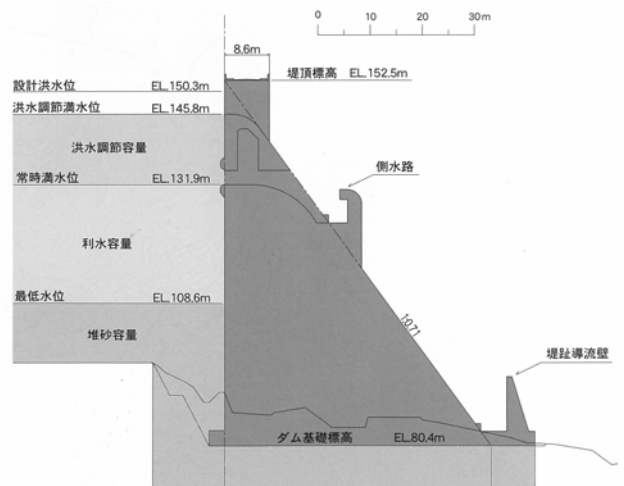 0 10 20 30m
8.6m
堤頂標高 EL.152.5m
設計洪水位 EL.150.3m
洪水調節満水位 EL.145.8m
洪水調節容量
側水路
常時満水位 EL.131.9m
利水容量
最低水位 EL.108.6m
1:0.71
堆砂容量
堤趾導流壁
ダム基礎標高 EL.80.4m